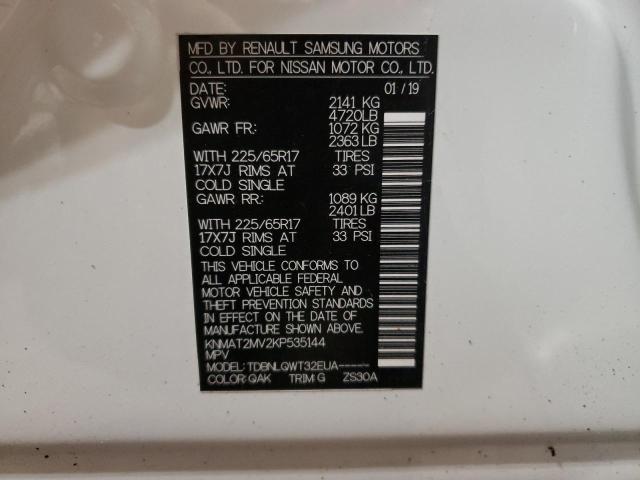 MFD BY RENAULT SAMSUNG MOTORS
CO., LTD. FOR NISSAN MOTOR CO., LTD.
DATE: 01/19
GVWR: 2141 KG
4720LB
GAWR FR: 1072 KG
2363 LB
WITH 225/65R17 TIRES
17X7J RIMS AT 33 PSI
COLD SINGLE
GAWR RR: 1089 KG
2401 LB
WITH 225/65R17 TIRES
17X7J RIMS AT 33 PSI
COLD SINGLE
THIS VEHICLE CONFORMS TO
ALL APPLICABLE FEDERAL
MOTOR VEHICLE SAFETY AND
THEFT PREVENTION STANDARDS
IN EFFECT ON THE DATE OF
MANUFACTURE SHOWN ABOVE.
KNMAT2MV2KP535144
MPV
MODEL: TDBNLQWT32EUA-----
COLOR: QAK TRIM: G ZS30A